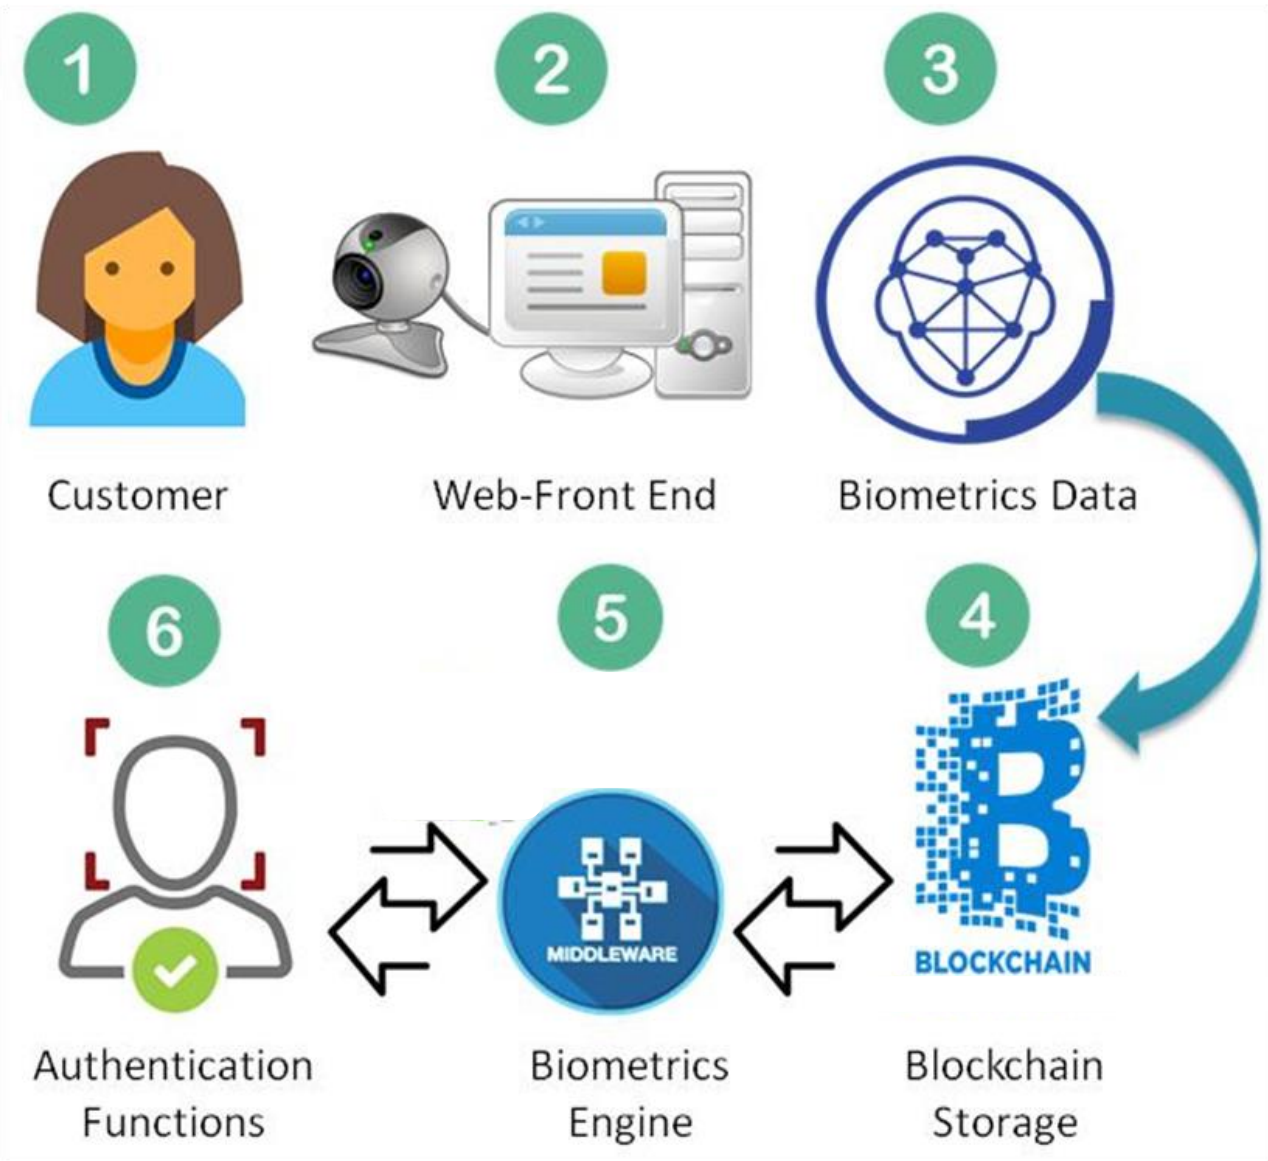 1
2
3
Customer
Web-Front End
Biometrics Data
6
5
4
MIDDLEWARE
BLOCKCHAIN
Authentication
Functions
Biometrics
Engine
Blockchain
Storage